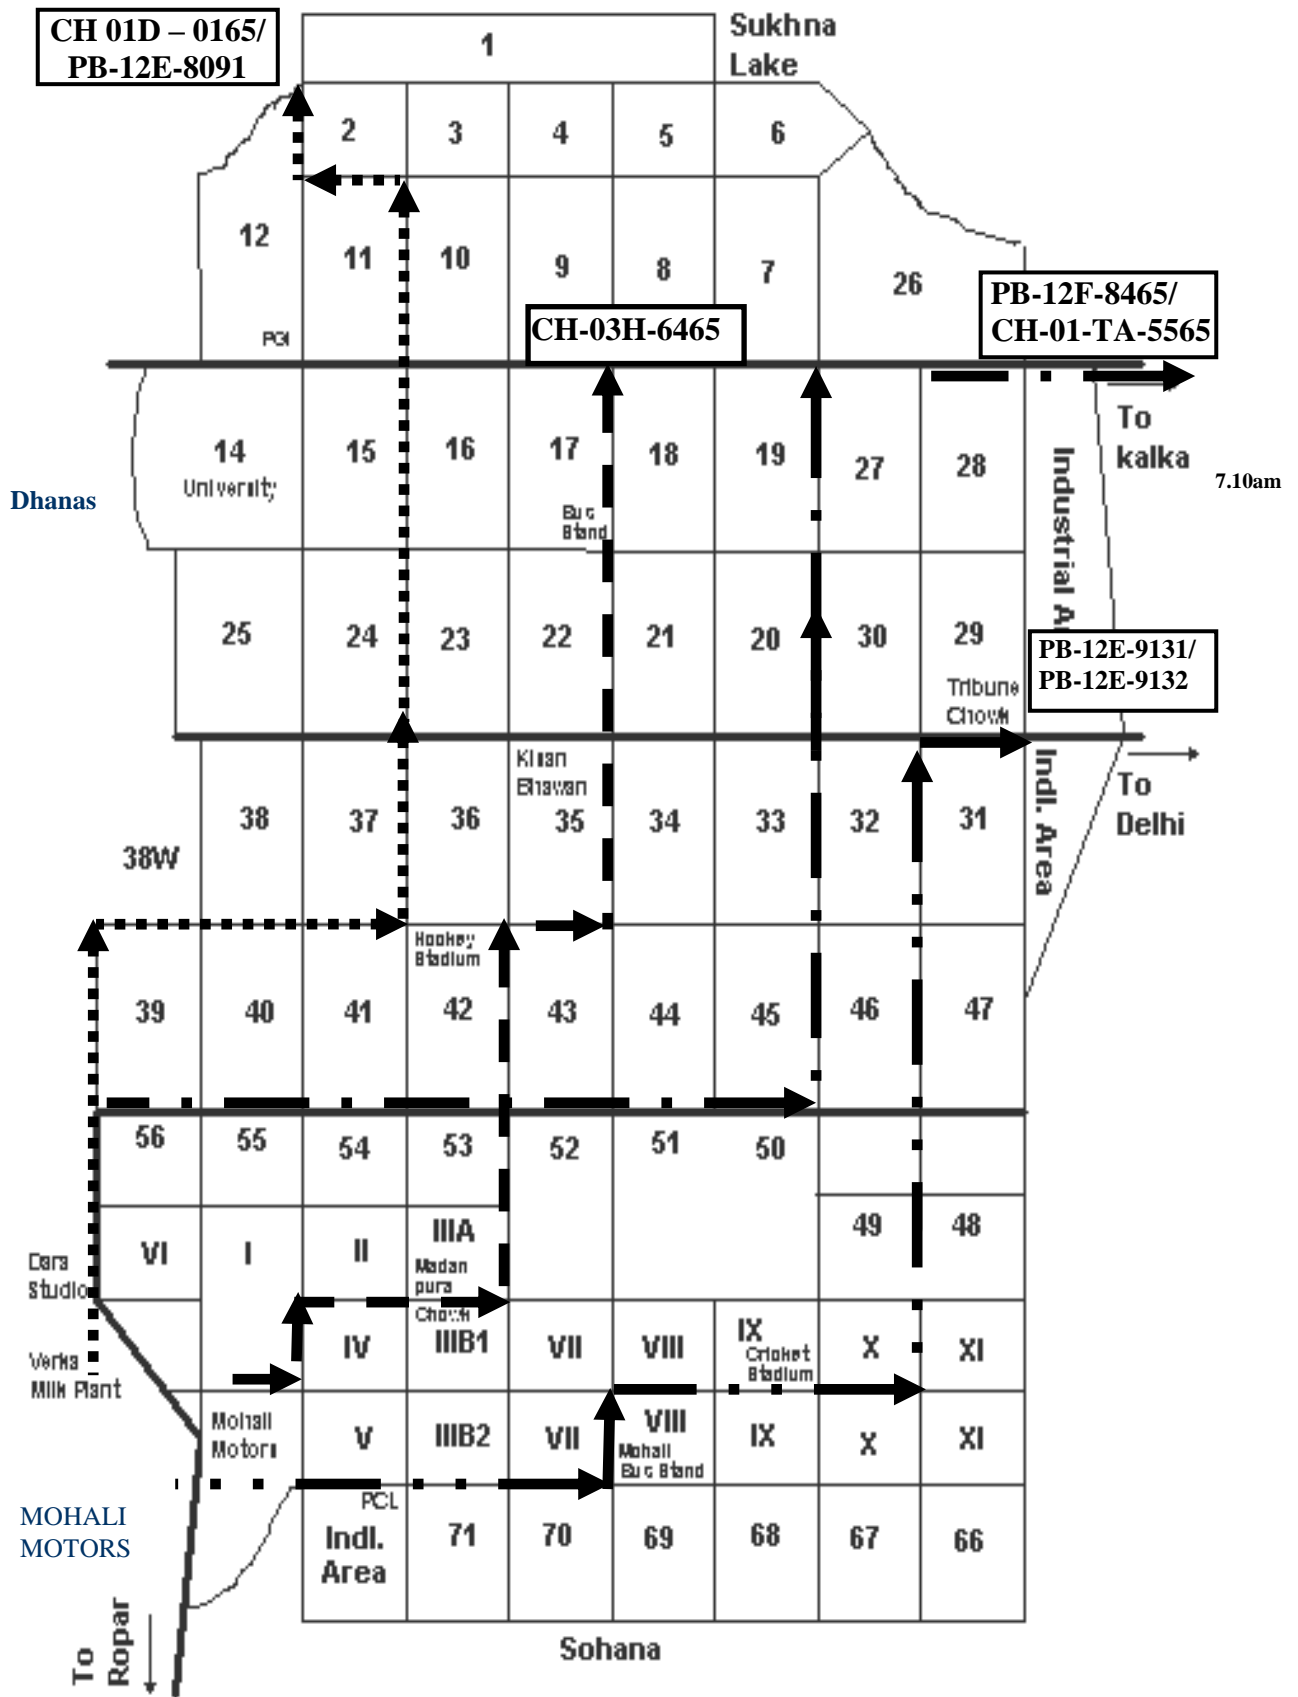 CH 01D – 0165/
PB-12E-8091
1
Sukhna
Lake
2
3
4
5
6
12
11
10
9
8
7
26
PGI
CH-03H-6465
PB-12F-8465/
CH-01-TA-5565
To
kalka
7.10am
14
University
15
16
17
18
19
27
28
Bus
Stand
Dhanas
Industrial
25
24
23
22
21
20
30
29
Tribune
Chowk
PB-12E-9131/
PB-12E-9132
Kisan
Bhawan
38
37
36
35
34
33
32
31
38W
Indl. Area
To
Delhi
Hockey
Stadium
39
40
41
42
43
44
45
46
47
56
55
54
53
52
51
50
49
48
VI
I
II
IIIA
Madan
pura
Chowk
Dara
Studio
Verka
Milk Plant
IV
IIIB1
VII
VIII
IX
Cricket
Stadium
X
XI
Mohali
Motors
V
IIIB2
VII
VIII
Mohali
Bus Stand
IX
X
XI
MOHALI
MOTORS
PCL
Indl.
Area
71
70
69
68
67
66
To
Ropar
Sohana